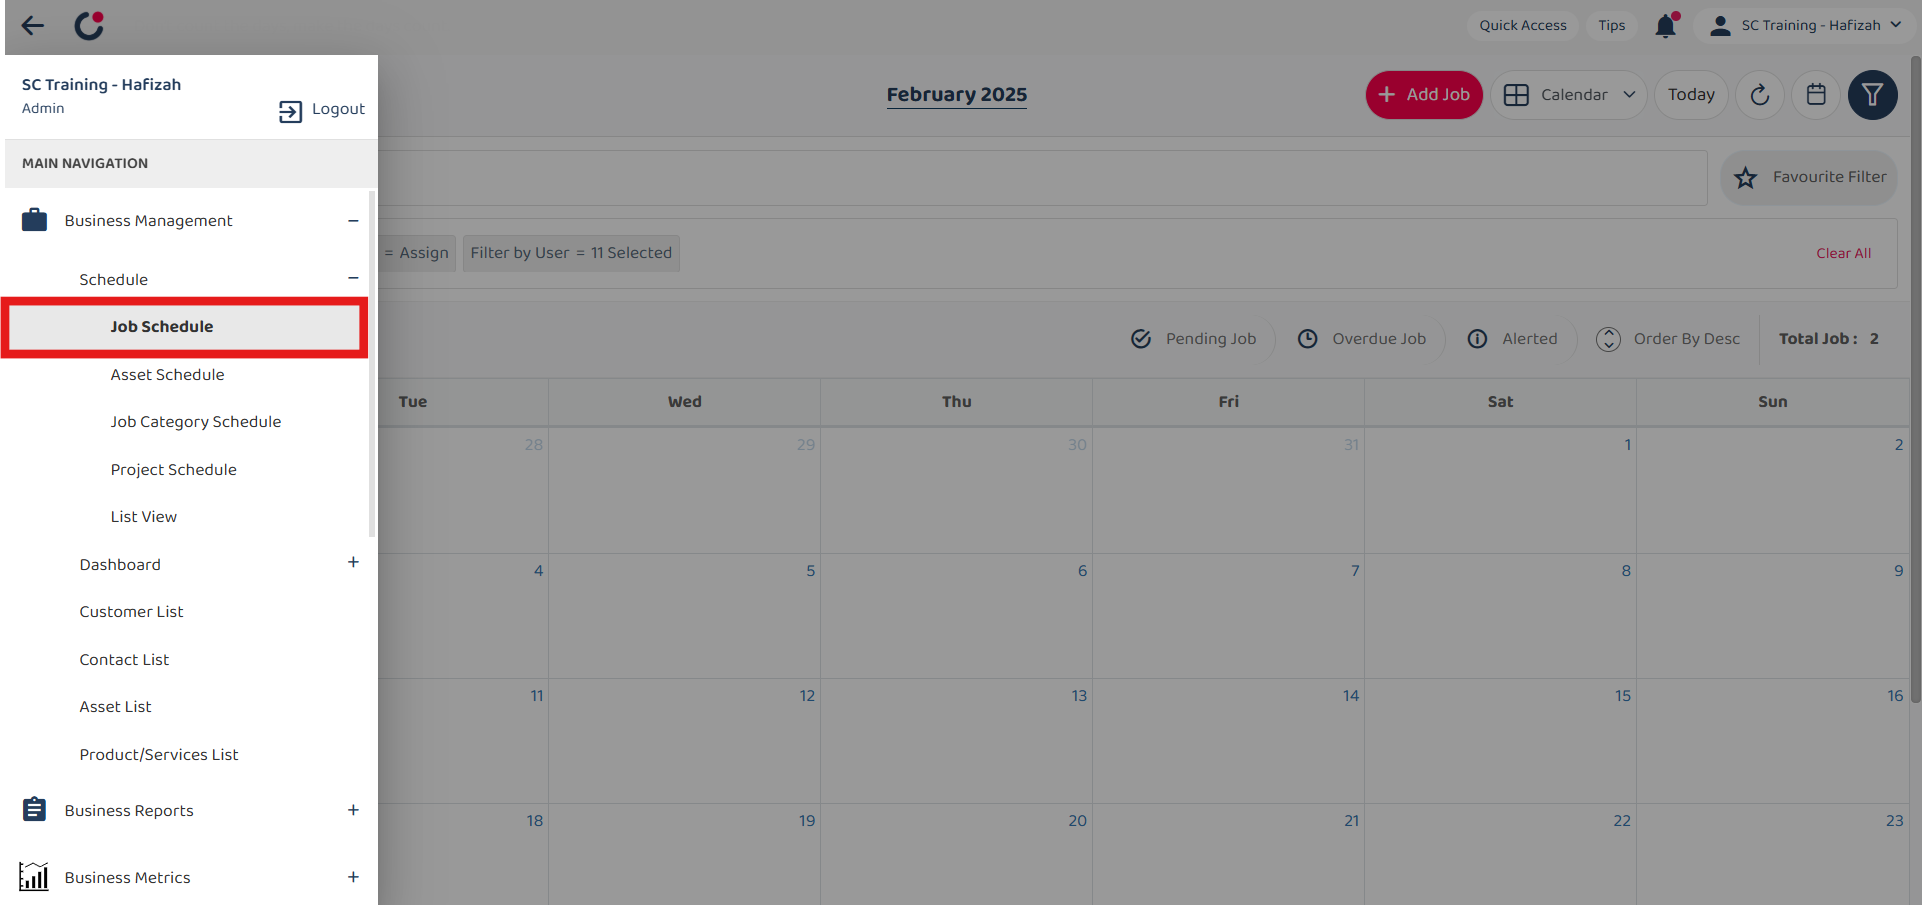 Quick Access
Tips
SC Training - Hafizah
SC Training - Hafizah
Admin
Logout
MAIN NAVIGATION
Business Management
Schedule
Job Schedule
Asset Schedule
Job Category Schedule
Project Schedule
List View
Dashboard
Customer List
Contact List
Asset List
Product/Services List
Business Reports
Business Metrics
February 2025
Add Job
Calendar
Today
Favourite Filter
= Assign
Filter by User = 11 Selected
Clear All
Pending Job
Overdue Job
Alerted
Order By Desc
Total Job : 2
Tue Wed Thu Fri Sat Sun
28 29 30 31 1 2
4 5 6 7 8 9
11 12 13 14 15 16
18 19 20 21 22 23